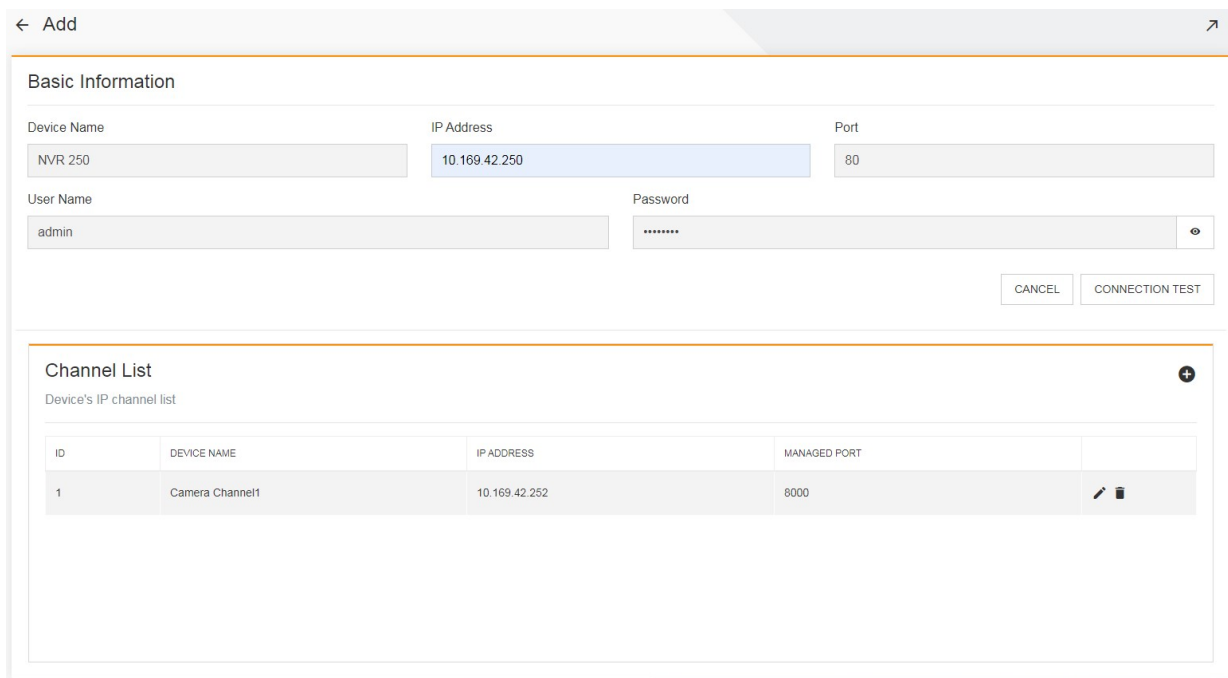 Add
Basic Information
Device Name IP Address Port
NVR 250 10.169.42.250 80
User Name Password
admin ••••••••
CANCEL CONNECTION TEST
Channel List
Device's IP channel list
ID DEVICE NAME IP ADDRESS MANAGED PORT
1 Camera Channel1 10.169.42.252 8000